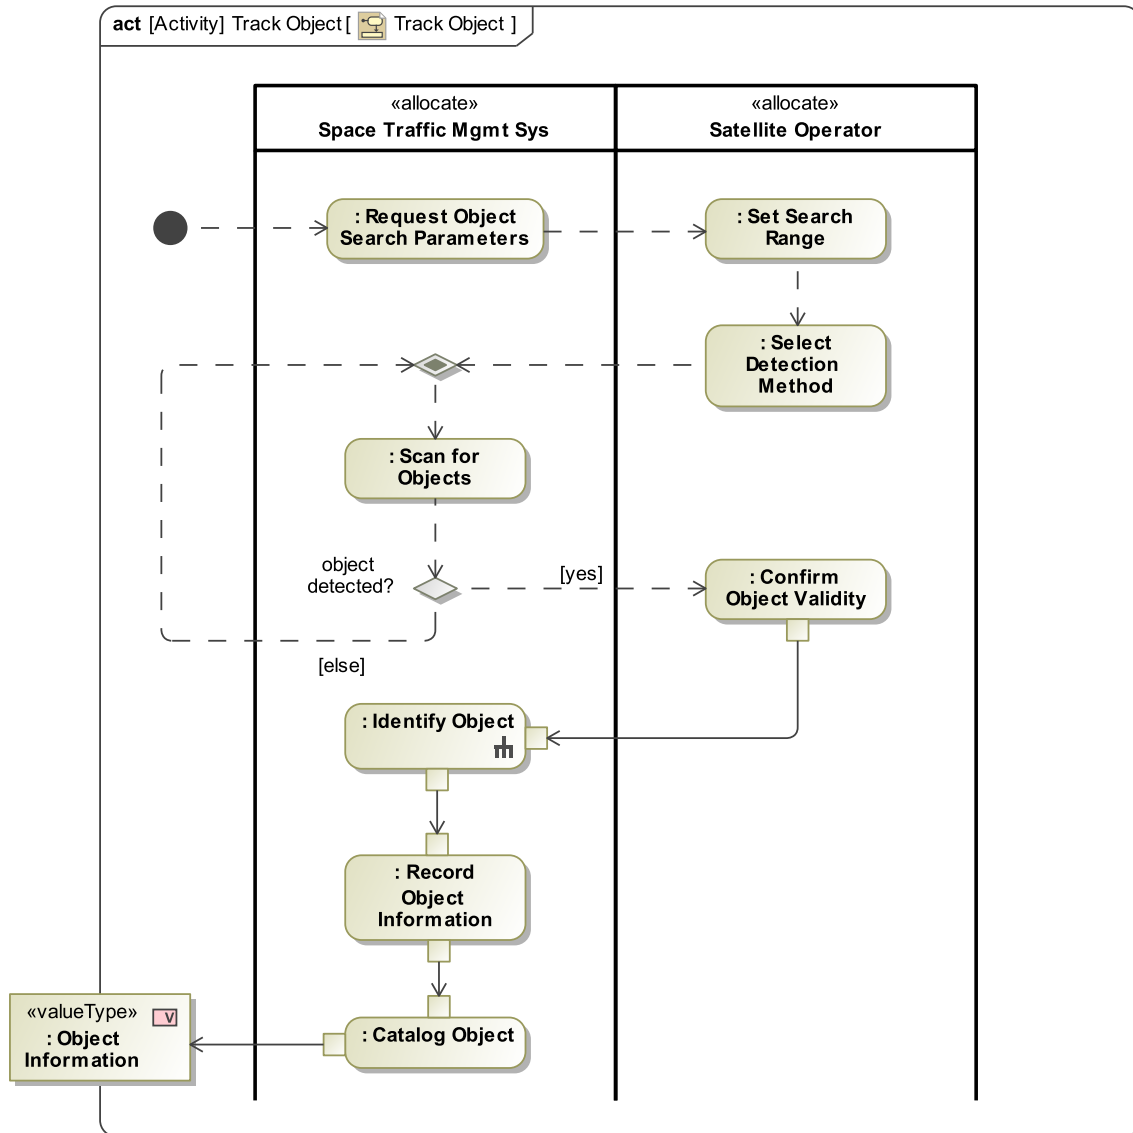 act [Activity] Track Object [ Track Object ]
«allocate»
Space Traffic Mgmt Sys
«allocate»
Satellite Operator
: Request Object
Search Parameters
: Set Search
Range
: Select
Detection
Method
: Scan for
Objects
object
detected?
[yes]
: Confirm
Object Validity
[else]
: Identify Object
: Record
Object
Information
«valueType»
V
: Object
Information
: Catalog Object